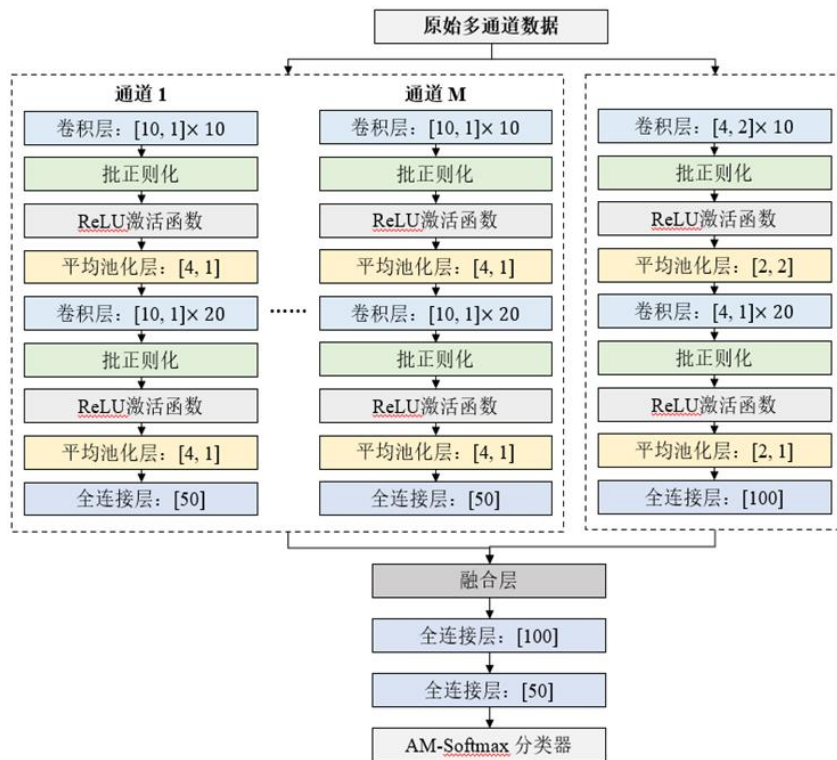 原始多通道数据
通道 1
卷积层：[10, 1]× 10
批正则化
ReLU激活函数
平均池化层：[4, 1]
卷积层：[10, 1]× 20
批正则化
ReLU激活函数
平均池化层：[4, 1]
全连接层：[50]
……
通道 M
卷积层：[10, 1]× 10
批正则化
ReLU激活函数
平均池化层：[4, 1]
卷积层：[10, 1]× 20
批正则化
ReLU激活函数
平均池化层：[4, 1]
全连接层：[50]
卷积层：[4, 2]× 10
批正则化
ReLU激活函数
平均池化层：[2, 2]
卷积层：[4, 1]× 20
批正则化
ReLU激活函数
平均池化层：[2, 1]
全连接层：[100]
融合层
全连接层：[100]
全连接层：[50]
AM-Softmax 分类器